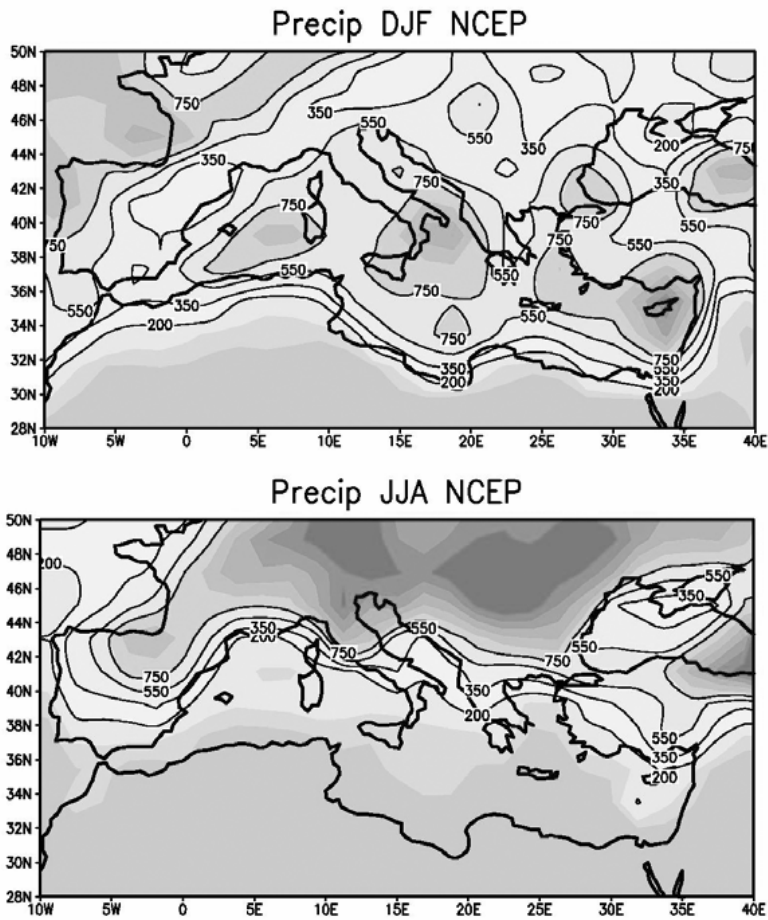 Precip DJF NCEP
50N
48N
750
350
46N
550
550
750
44N
350
350
200
42N
750
350
40N
750
750
550
750
750
550
38N
550
550
36N
750
550
350
550
34N
200
750
32N
350
750
550
350
30N
200
200
28N
10W
5W
0
5E
10E
15E
20E
25E
30E
35E
40E
Precip JJA NCEP
50N
48N
200
550
46N
350
44N
350
550
200
550
42N
750
750
750
40N
550
350
200
38N
550
350
36N
200
34N
32N
30N
28N
10W
5W
0
5E
10E
15E
20E
25E
30E
35E
40E